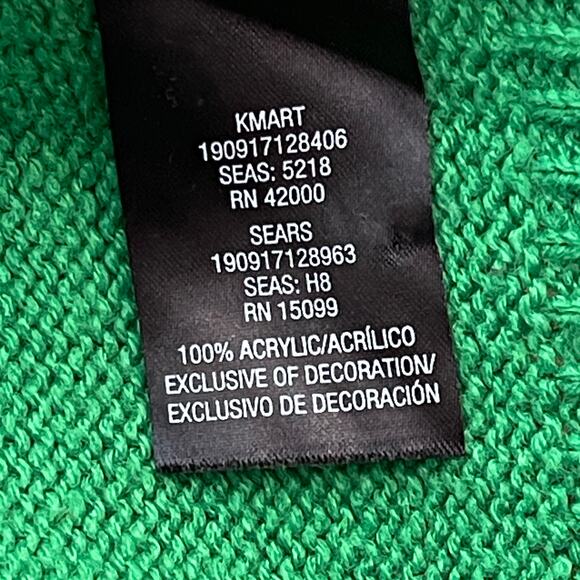 KMART
190917128406
SEAS: 5218
RN 42000
SEARS
190917128963
SEAS: H8
RN 15099
100% ACRYLIC/ACRÍLICO
EXCLUSIVE OF DECORATION/
EXCLUSIVO DE DECORACIÓN